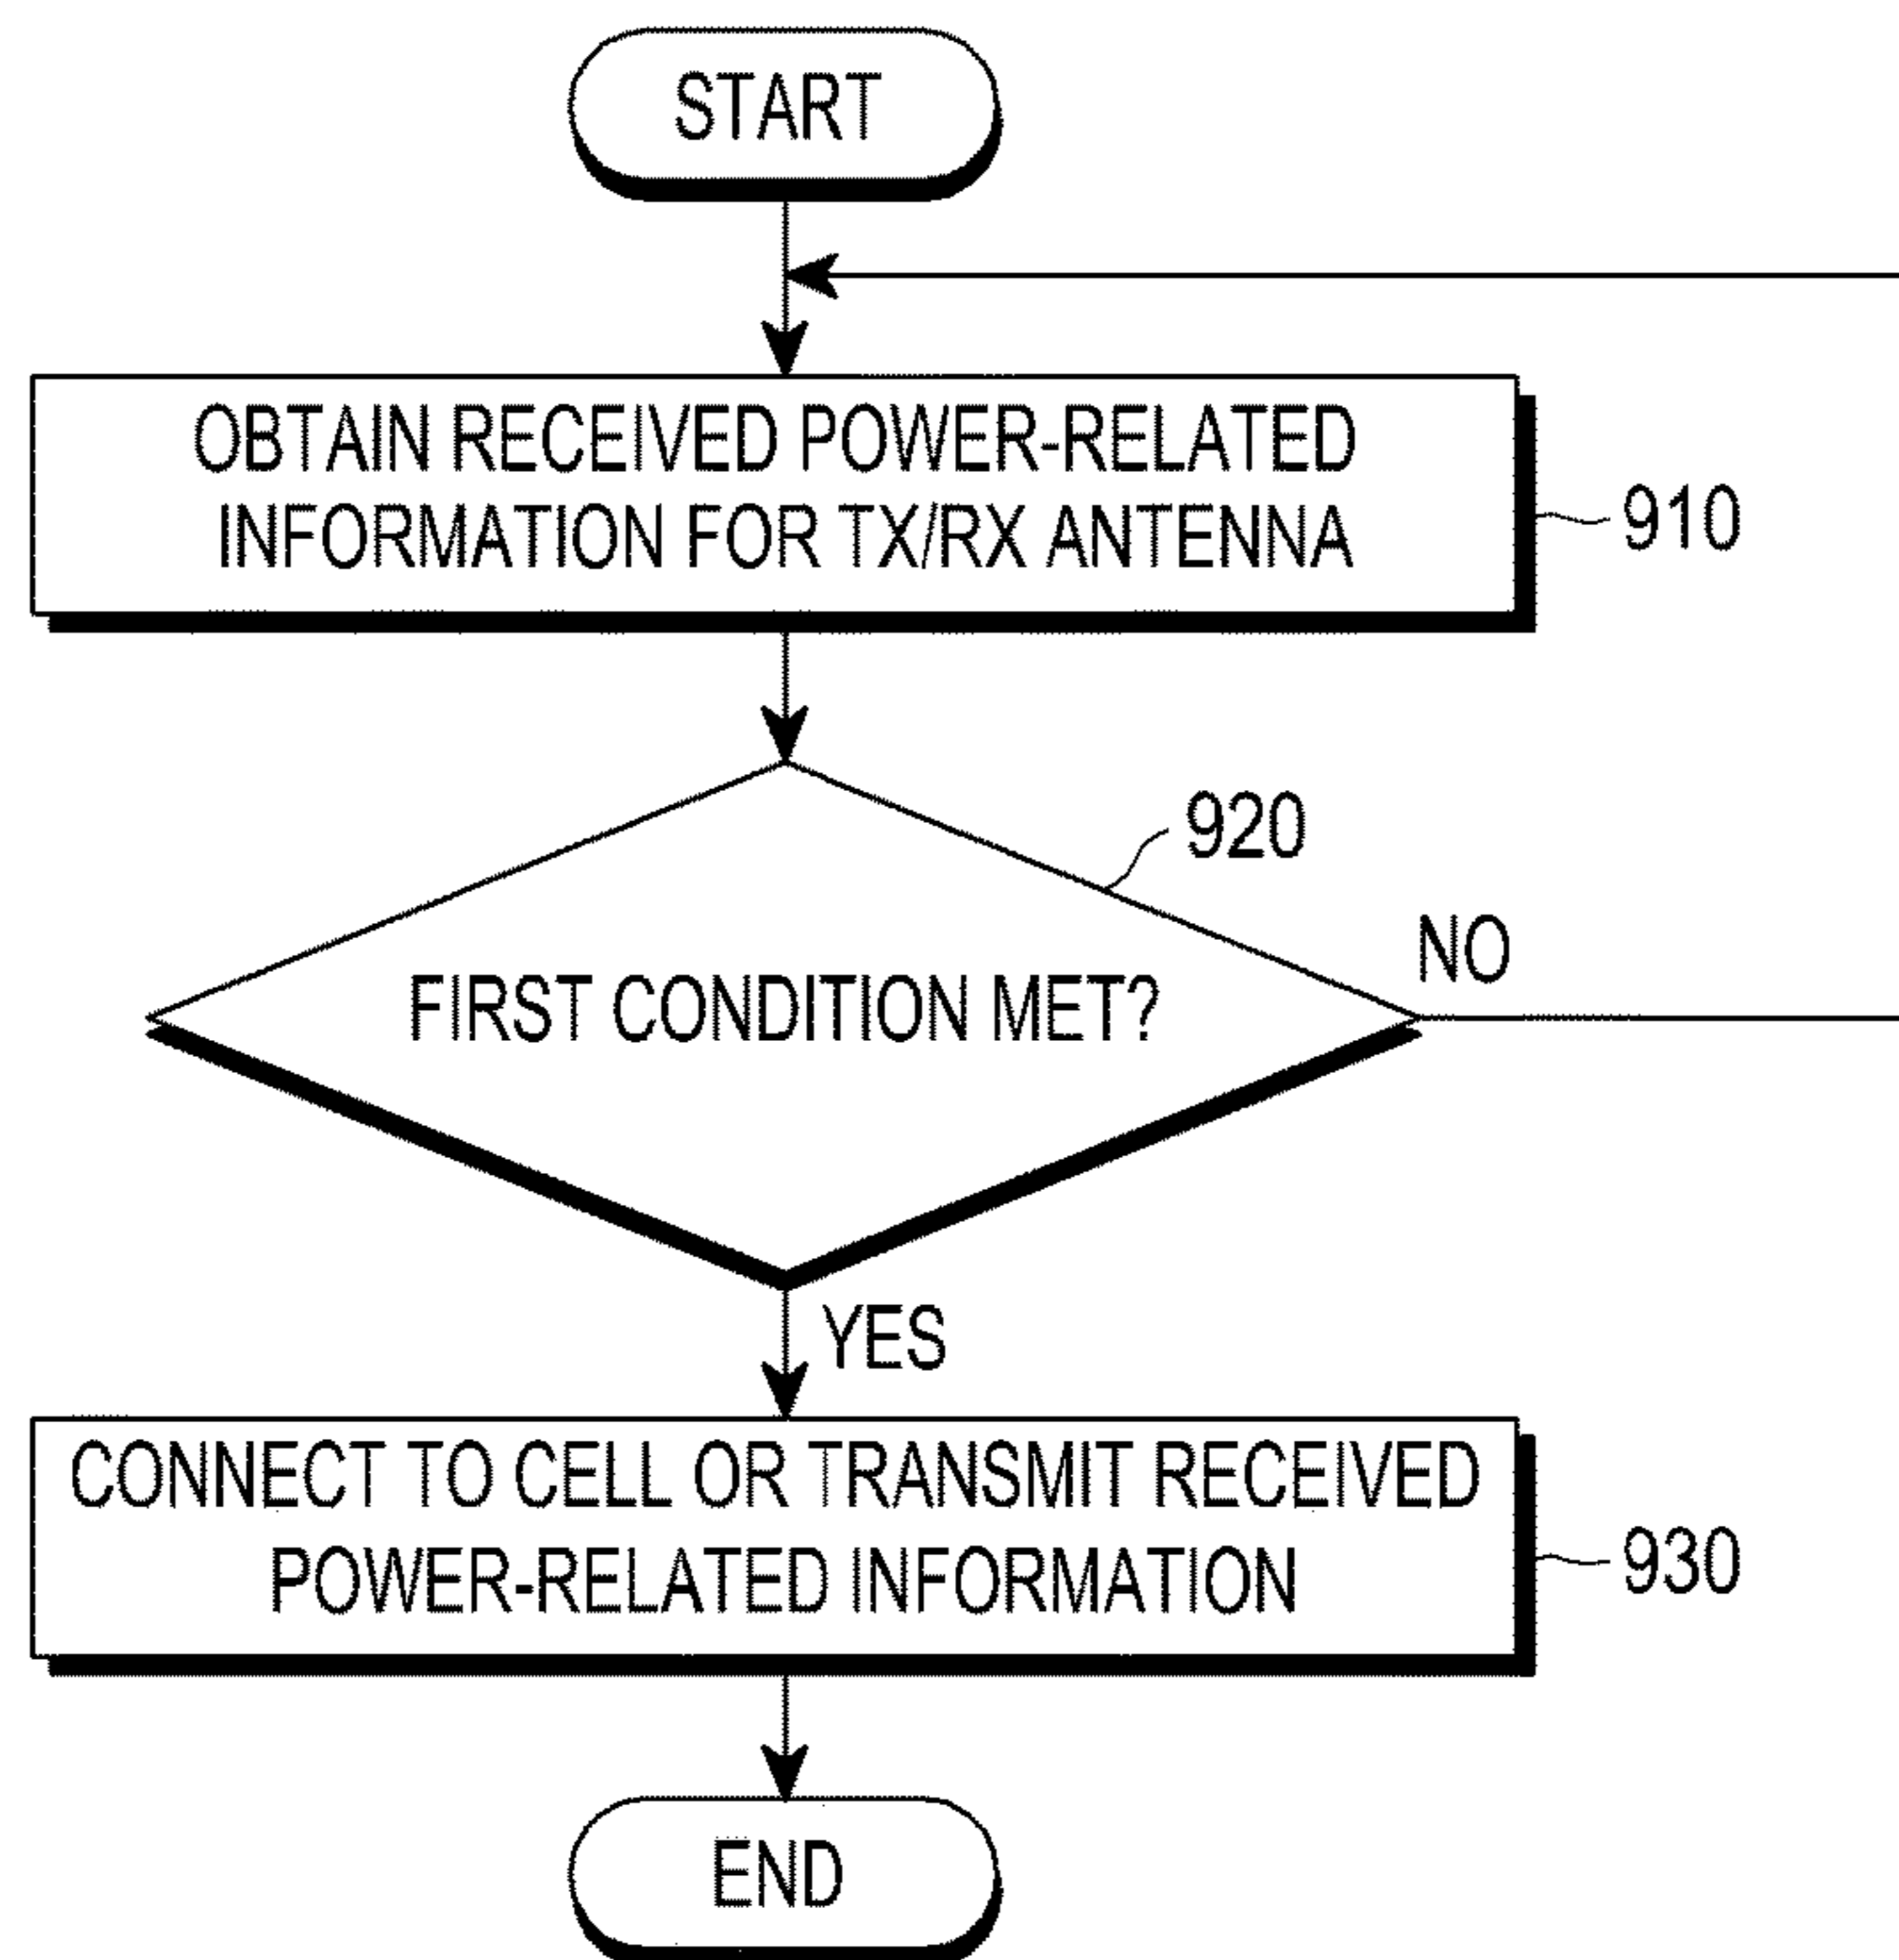 START
OBTAIN RECEIVED POWER-RELATED
INFORMATION FOR TX/RX ANTENNA
910
920
NO
FIRST CONDITION MET?
YES
CONNECT TO CELL OR TRANSMIT RECEIVED
POWER-RELATED INFORMATION
930
END